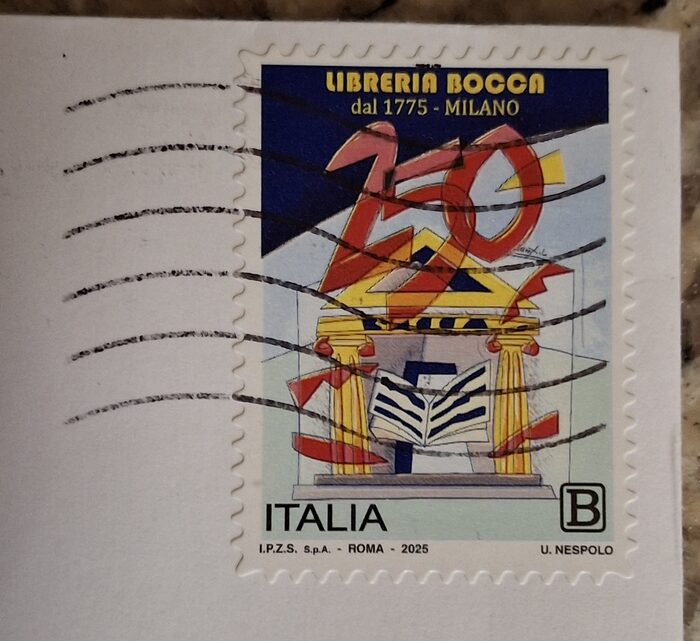 LIBRERIA BOCCA
dal 1775 - MILANO
250
ITALIA
B
I.P.Z.S. S.p.A. - ROMA - 2025
U. NESPOLO